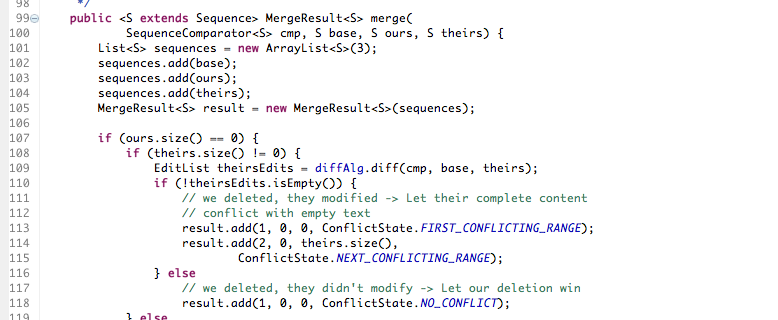 98 */
99 public <S extends Sequence> MergeResult<S> merge(
100 SequenceComparator<S> cmp, S base, S ours, S theirs) {
101 List<S> sequences = new ArrayList<S>(3);
102 sequences.add(base);
103 sequences.add(ours);
104 sequences.add(theirs);
105 MergeResult<S> result = new MergeResult<S>(sequences);
106
107 if (ours.size() == 0) {
108 if (theirs.size() != 0) {
109 EditList theirsEdits = diffAlg.diff(cmp, base, theirs);
110 if (!theirsEdits.isEmpty()) {
111 // we deleted, they modified -> Let their complete content
112 // conflict with empty text
113 result.add(1, 0, 0, ConflictState.FIRST_CONFLICTING_RANGE);
114 result.add(2, 0, theirs.size(),
115 ConflictState.NEXT_CONFLICTING_RANGE);
116 } else
117 // we deleted, they didn't modify -> Let our deletion win
118 result.add(1, 0, 0, ConflictState.NO_CONFLICT);
119 } else